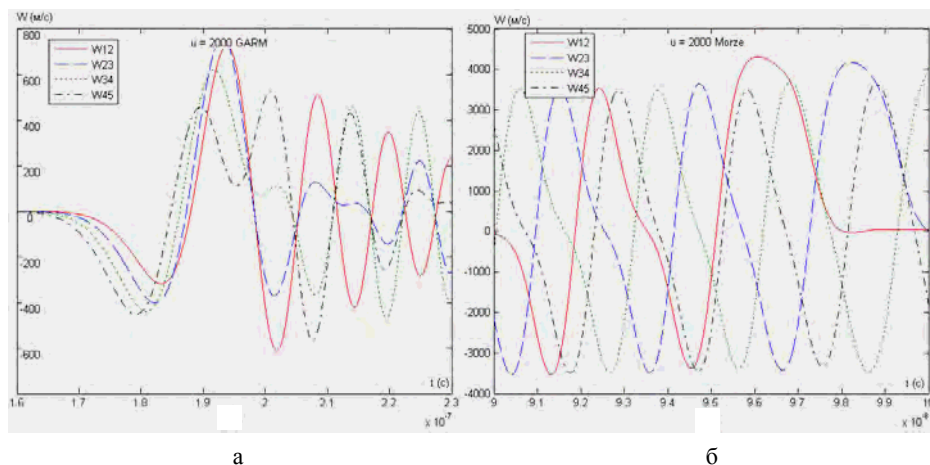 W (м/с)
800
600
400
200
0
-200
-400
-600
u = 2000 GARM
W12
W23
W34
W45
t (с)
1.6 1.7 1.8 1.9 2 2.1 2.2 2.3
x 10⁻⁷
а
W (м/с)
5000
4000
3000
2000
1000
0
-1000
-2000
-3000
-4000
u = 2000 Morze
W12
W23
W34
W45
t (с)
9 9.1 9.2 9.3 9.4 9.5 9.6 9.7 9.8 9.9
б